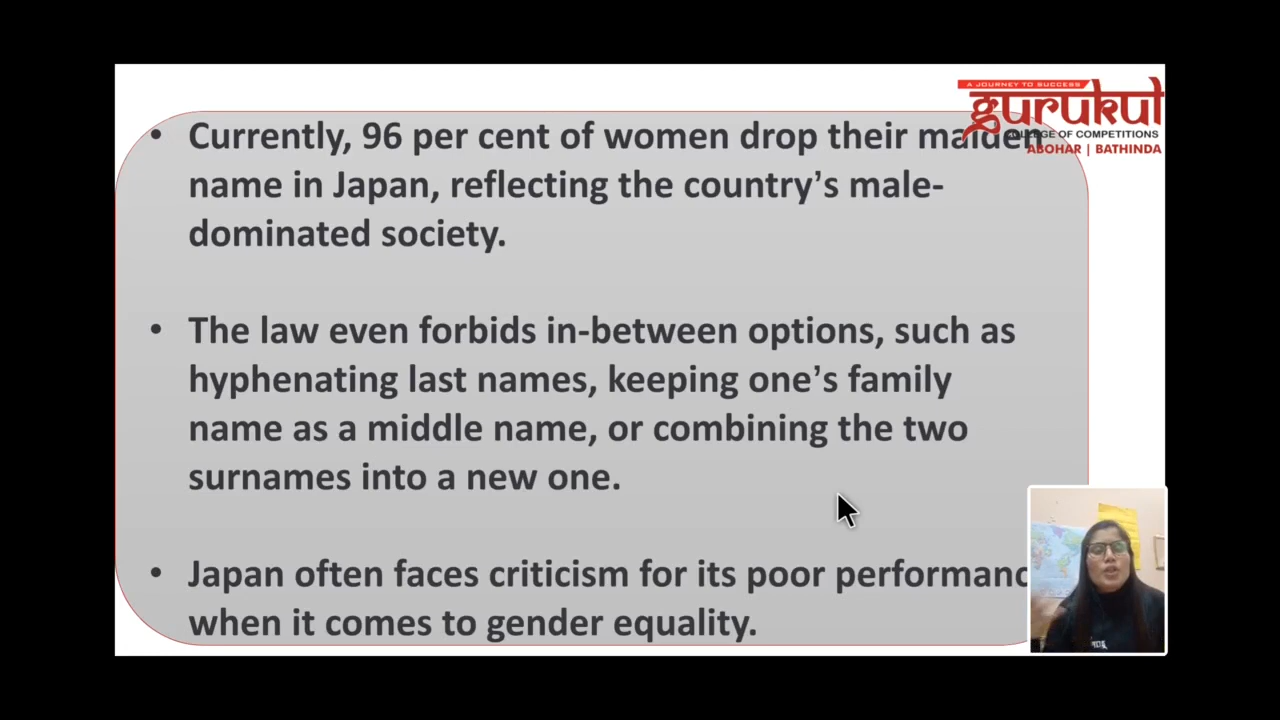 A JOURNEY TO SUCCESS
gurukul
COLLEGE OF COMPETITIONS
ABOHAR | BATHINDA
• Currently, 96 per cent of women drop their maiden
name in Japan, reflecting the country’s male-
dominated society.
• The law even forbids in-between options, such as
hyphenating last names, keeping one’s family
name as a middle name, or combining the two
surnames into a new one.
• Japan often faces criticism for its poor performanc
when it comes to gender equality.